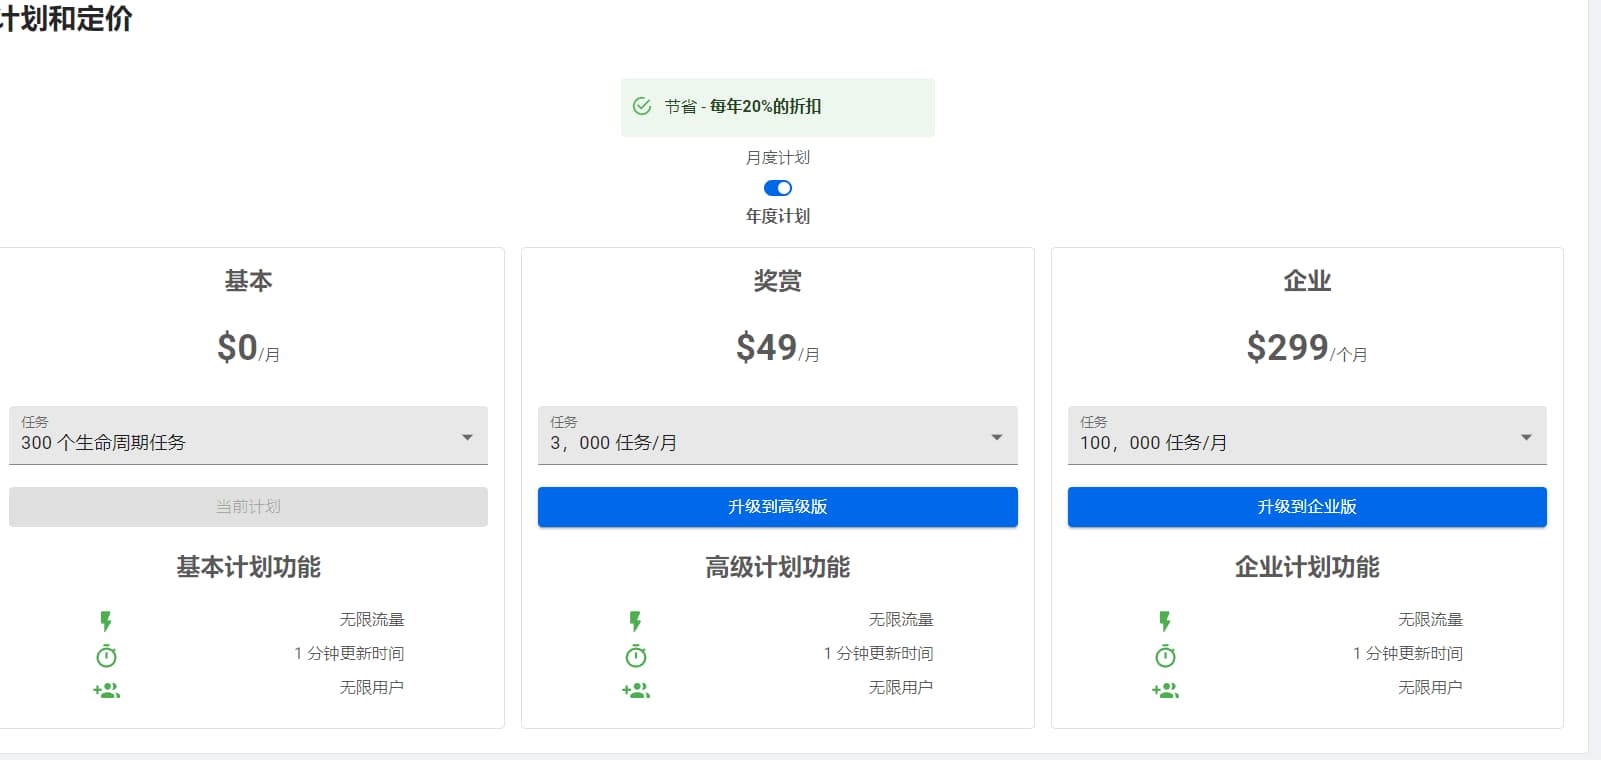 计划和定价
节省 - 每年20%的折扣
月度计划
年度计划
基本
$0/月
任务
300 个生命周期任务
当前计划
基本计划功能
无限流量
1 分钟更新时间
无限用户
奖赏
$49/月
任务
3，000 任务/月
升级到高级版
高级计划功能
无限流量
1 分钟更新时间
无限用户
企业
$299/个月
任务
100，000 任务/月
升级到企业版
企业计划功能
无限流量
1 分钟更新时间
无限用户